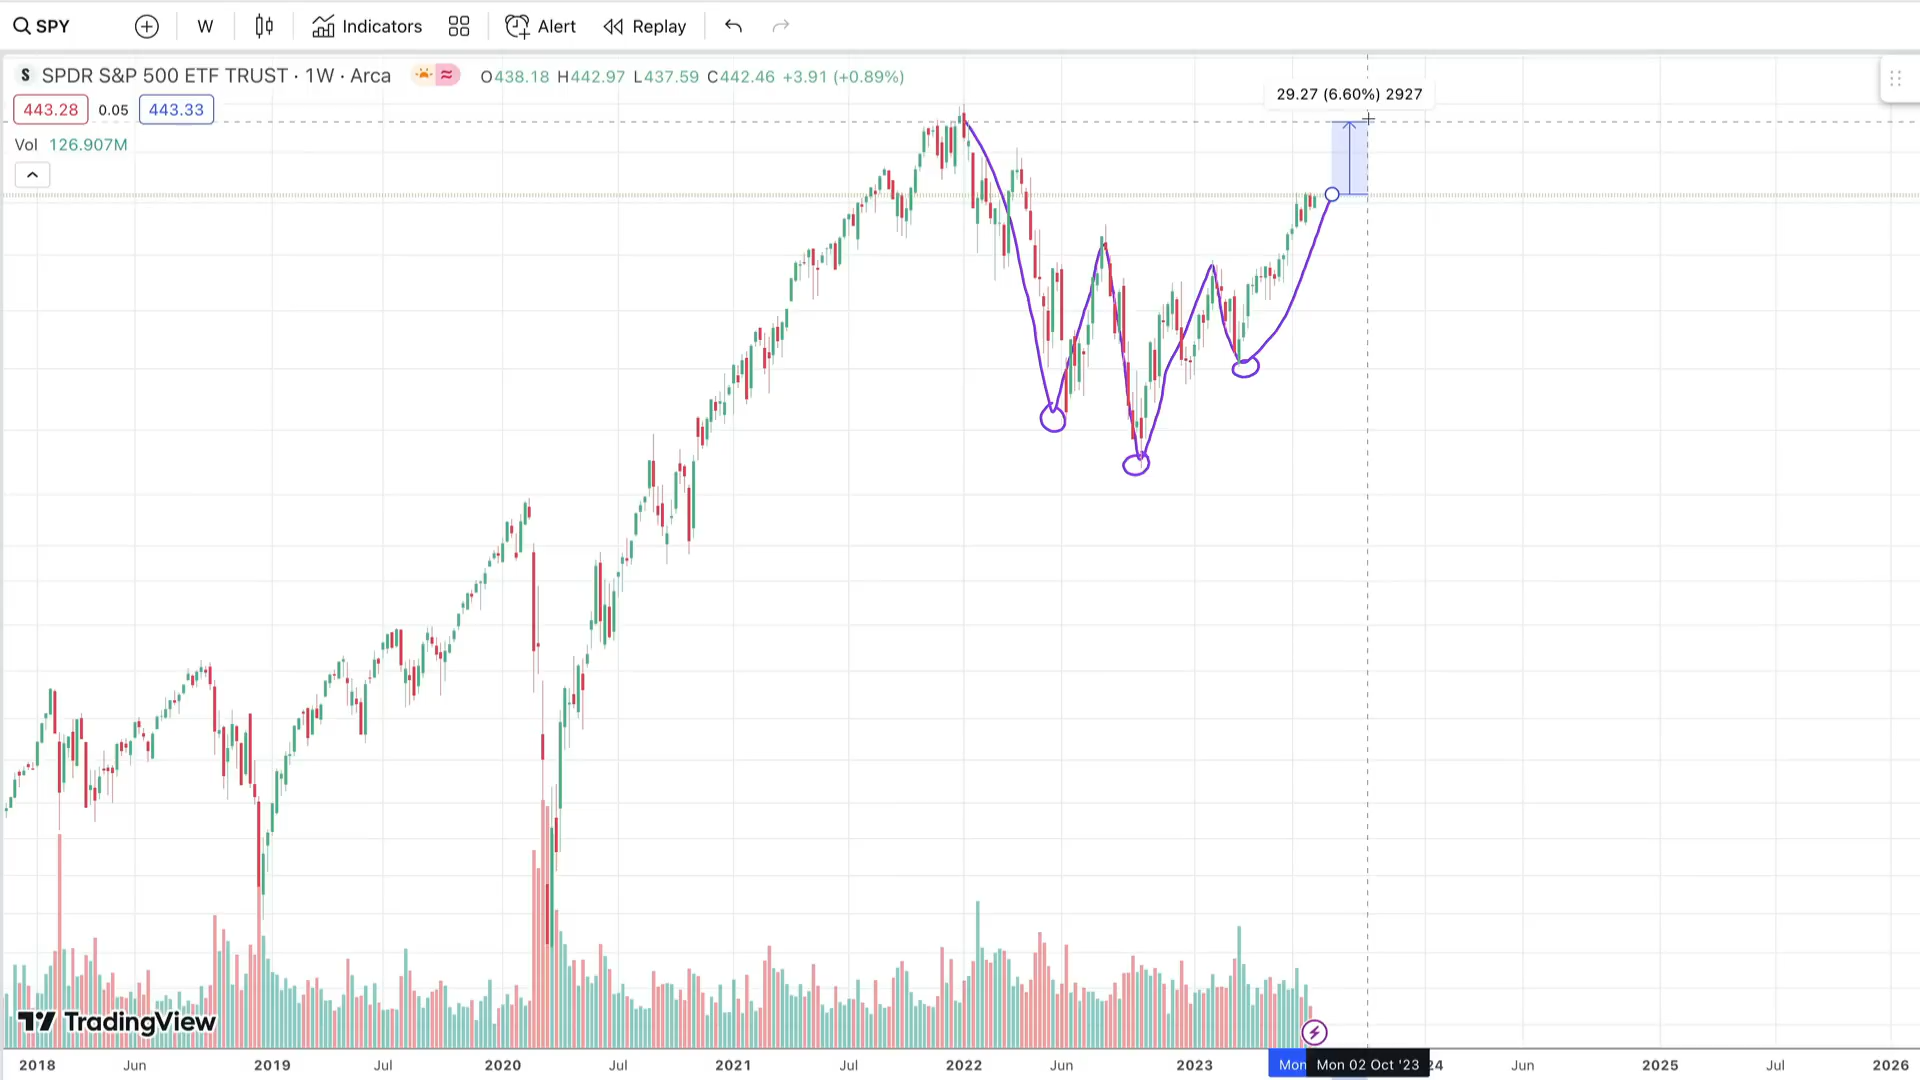 SPY W Indicators Alert Replay
S SPDR S&P 500 ETF TRUST · 1W · Arca O438.18 H442.97 L437.59 C442.46 +3.91 (+0.89%)
29.27 (6.60%) 2927
443.28 0.05 443.33
Vol 126.907M
TradingView
2018 Jun 2019 Jul 2020 Jul 2021 Jul 2022 Jun 2023 Mon Mon 02 Oct '23 24 Jun 2025 Jul 2026